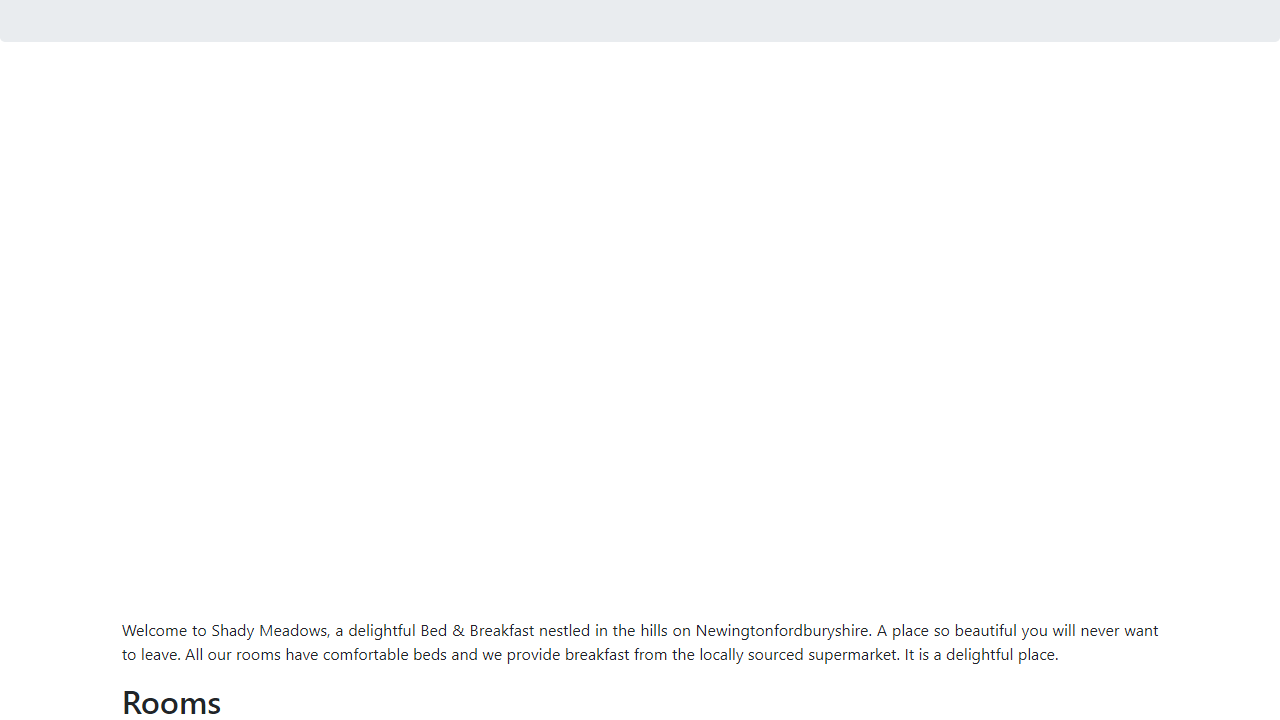 Welcome to Shady Meadows, a delightful Bed & Breakfast nestled in the hills on Newingtonfordburyshire. A place so beautiful you will never want
to leave. All our rooms have comfortable beds and we provide breakfast from the locally sourced supermarket. It is a delightful place.
Rooms